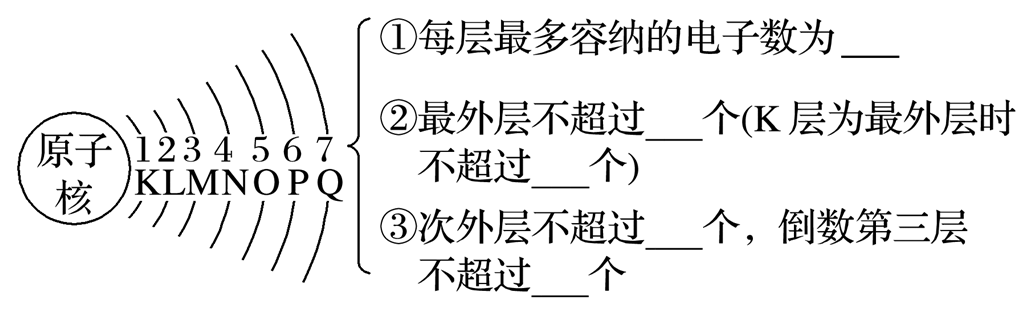 ①每层最多容纳的电子数为___
②最外层不超过___个(K层为最外层时
不超过___个)
③次外层不超过___个，倒数第三层
不超过___个
原子
核
1 2 3 4 5 6 7
K L M N O P Q